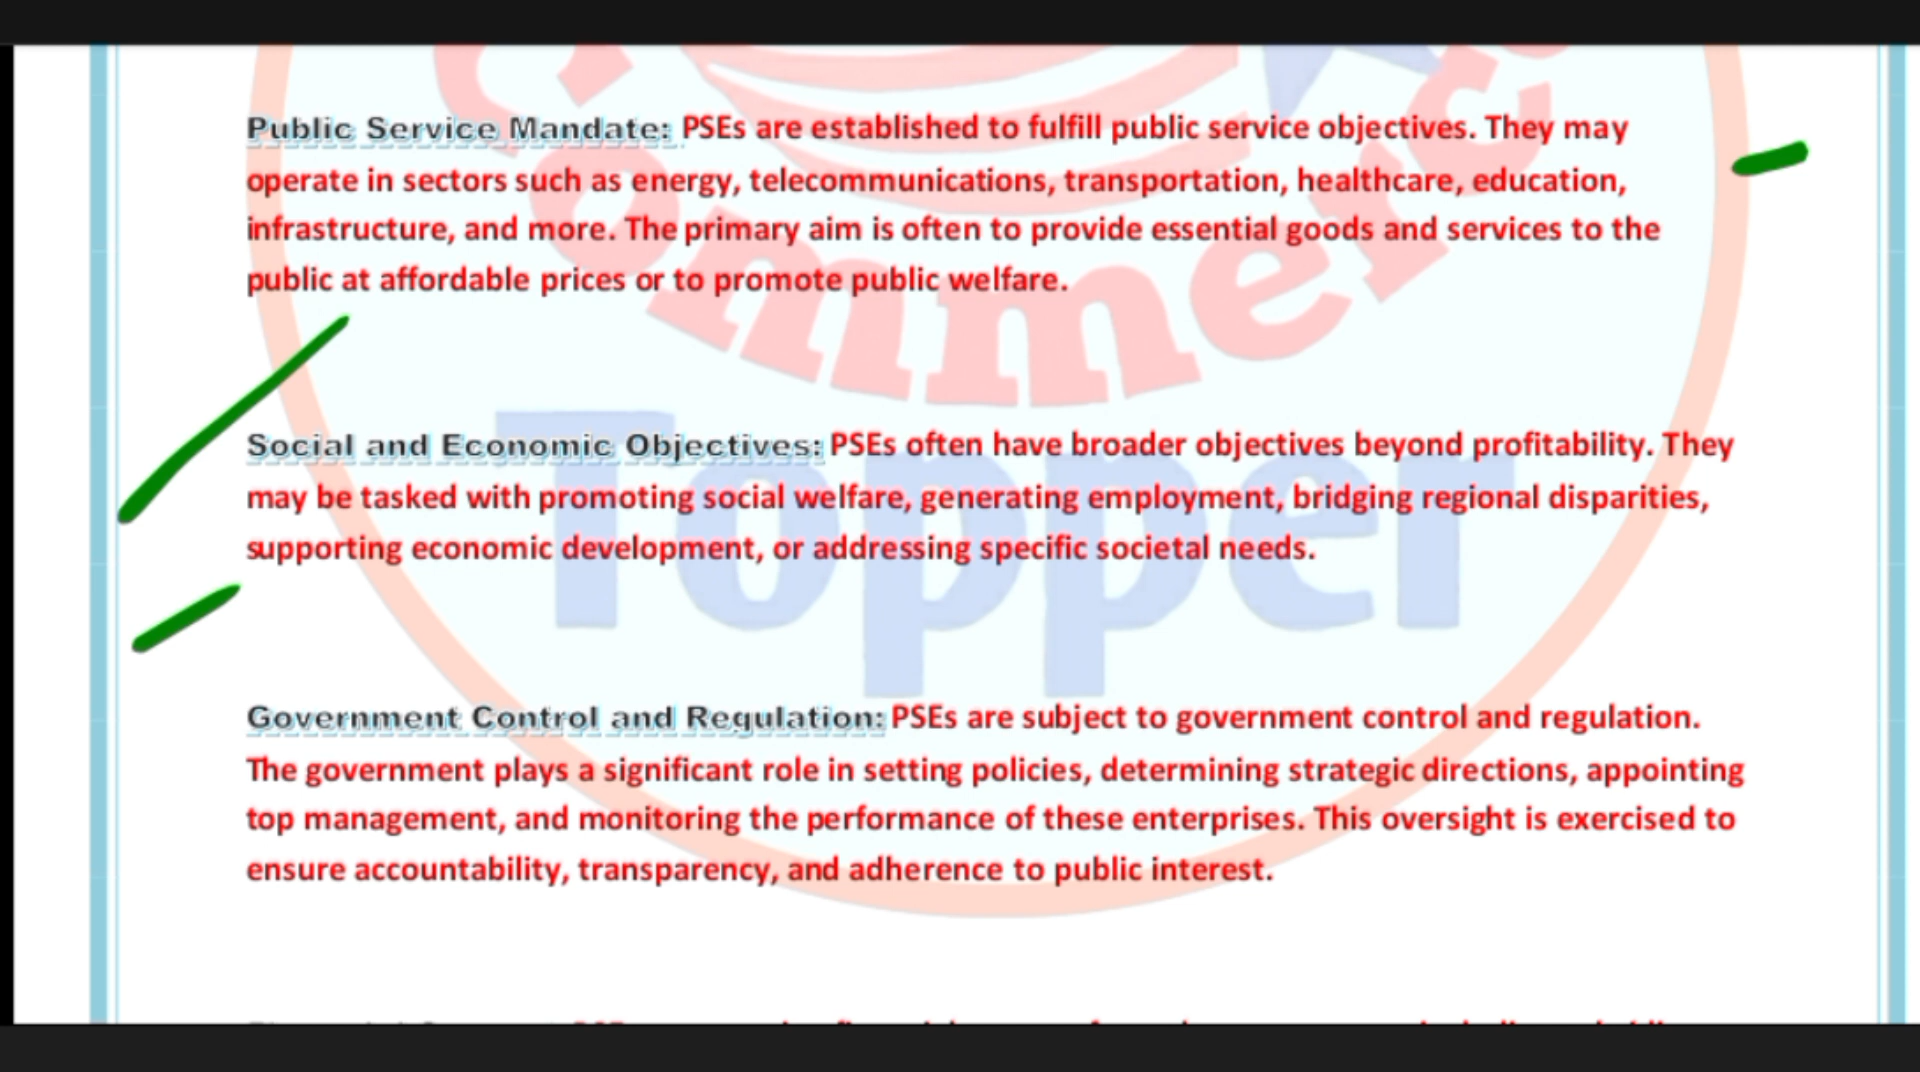 Public Service Mandate: PSEs are established to fulfill public service objectives. They may
operate in sectors such as energy, telecommunications, transportation, healthcare, education,
infrastructure, and more. The primary aim is often to provide essential goods and services to the
public at affordable prices or to promote public welfare.
Social and Economic Objectives: PSEs often have broader objectives beyond profitability. They
may be tasked with promoting social welfare, generating employment, bridging regional disparities,
supporting economic development, or addressing specific societal needs.
Government Control and Regulation: PSEs are subject to government control and regulation.
The government plays a significant role in setting policies, determining strategic directions, appointing
top management, and monitoring the performance of these enterprises. This oversight is exercised to
ensure accountability, transparency, and adherence to public interest.
Commerce
Topper